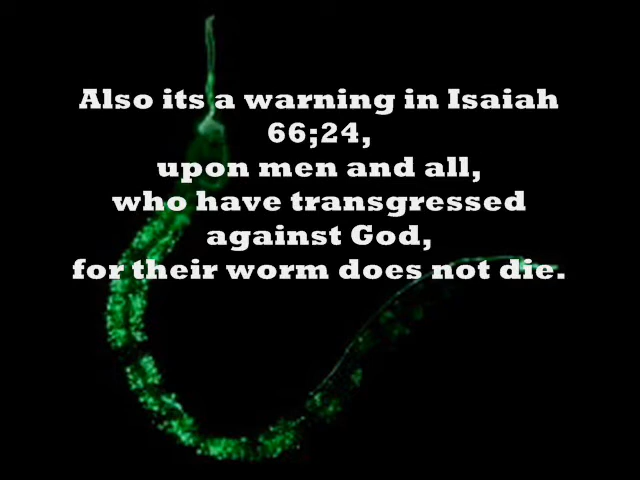 Also its a warning in Isaiah
66;24,
upon men and all,
who have transgressed
against God,
for their worm does not die.